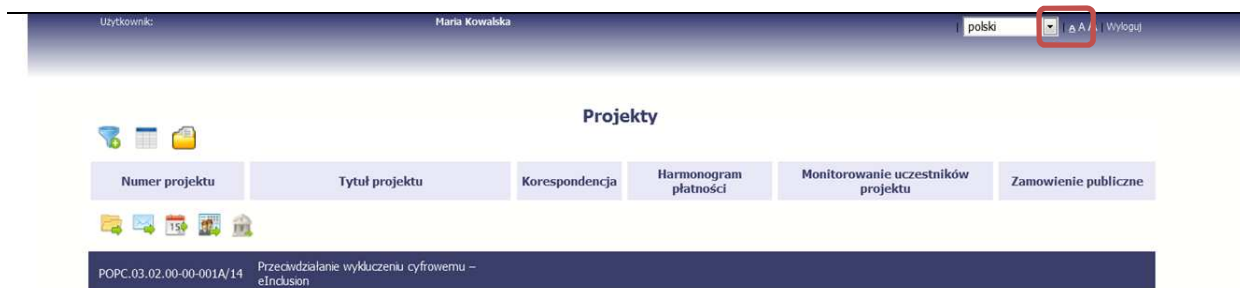 Użytkownik: Maria Kowalska | polski | A A A | Wyloguj
Projekty
Numer projektu Tytuł projektu Korespondencja Harmonogram płatności Monitorowanie uczestników projektu Zamowienie publiczne
15
POPC.03.02.00-00-001A/14 Przeciwdziałanie wykluczeniu cyfrowemu –
eInclusion